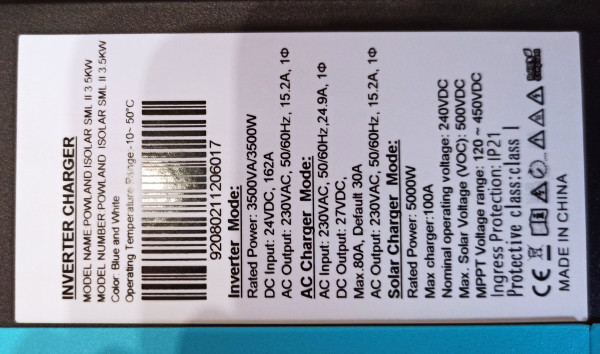 INVERTER CHARGER
MODEL NAME POWLAND ISOLAR SML II 3.5KW
MODEL NUMBER POWLAND ISOLAR SML II 3.5KW
Color: Blue and White
Operating Temperature Range -10~ 50°C
92080211206017
Inverter Mode:
Rated Power: 3500VA/3500W
DC Input: 24VDC, 162A
AC Output: 230VAC, 50/60Hz, 15.2A, 1Φ
AC Charger Mode:
AC Input: 230VAC, 50/60Hz,24.9A, 1Φ
DC Output: 27VDC,
Max.80A, Default 30A
AC Output: 230VAC, 50/60Hz, 15.2A, 1Φ
Solar Charger Mode:
Rated Power: 5000W
Max charger:100A
Nominal operating voltage: 240VDC
Max. Solar Voltage (VOC): 500VDC
MPPT Voltage range: 120 ~ 450VDC
Ingress Protection: IP21
Protective class:class I
CE
MADE IN CHINA